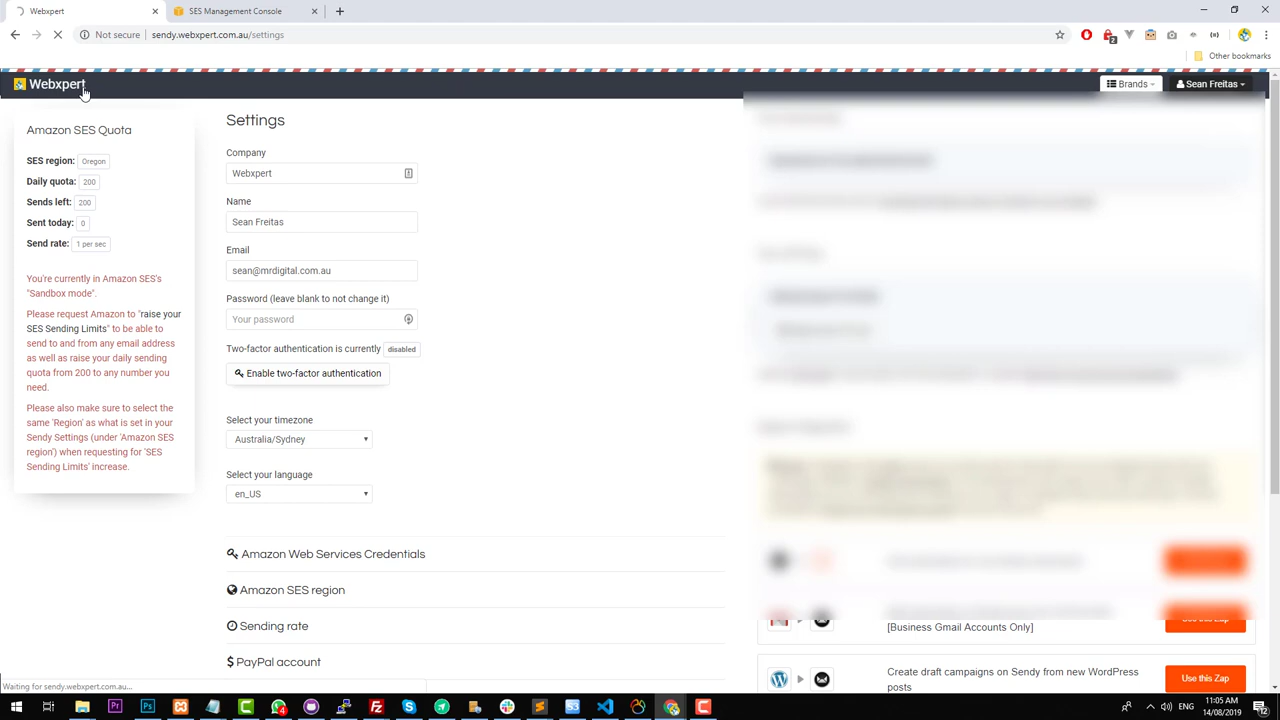 Webxpert
SES Management Console
Not secure | sendy.webxpert.com.au/settings
Other bookmarks
Webxpert
Brands
Sean Freitas
Amazon SES Quota
SES region: Oregon
Daily quota: 200
Sends left: 200
Sent today: 0
Send rate: 1 per sec
You're currently in Amazon SES's
"Sandbox mode".
Please request Amazon to "raise your
SES Sending Limits" to be able to
send to and from any email address
as well as raise your daily sending
quota from 200 to any number you
need.
Please also make sure to select the
same 'Region' as what is set in your
Sendy Settings (under 'Amazon SES
region') when requesting for 'SES
Sending Limits' increase.
Settings
Company
Webxpert
Name
Sean Freitas
Email
sean@mrdigital.com.au
Password (leave blank to not change it)
Your password
Two-factor authentication is currently disabled
Enable two-factor authentication
Select your timezone
Australia/Sydney
Select your language
en_US
Amazon Web Services Credentials
Amazon SES region
Sending rate
PayPal account
[Business Gmail Accounts Only]
Create draft campaigns on Sendy from new WordPress
posts
Use this Zap
Waiting for sendy.webxpert.com.au...
ENG
11:05 AM
14/08/2019
12